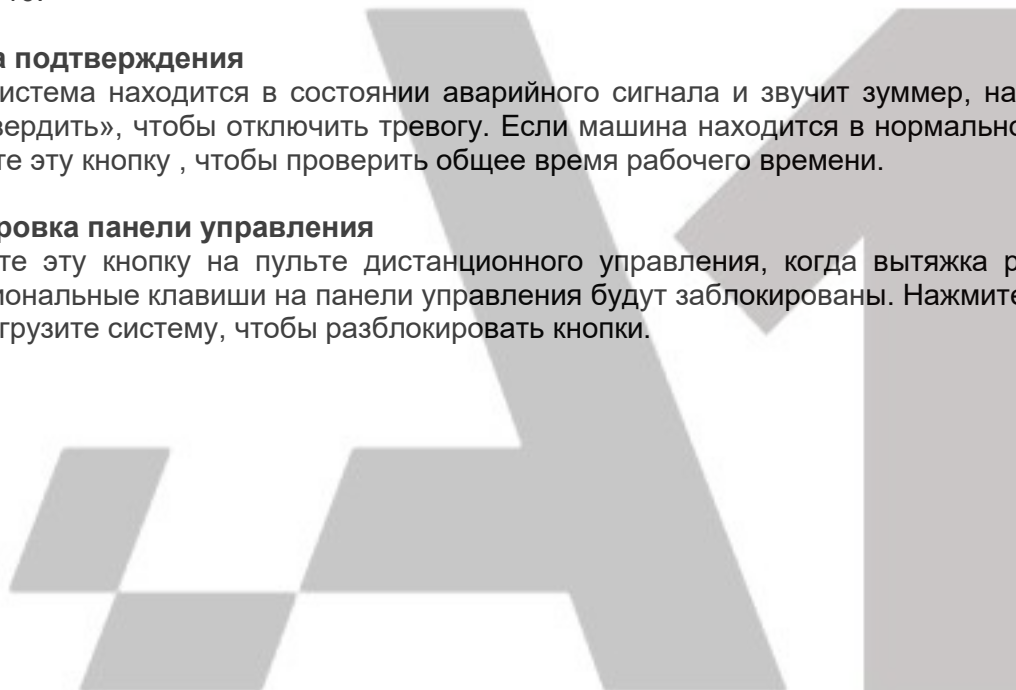 а подтверждения
истема находится в состоянии аварийного сигнала и звучит зуммер, на
вердить», чтобы отключить тревогу. Если машина находится в нормально
те эту кнопку , чтобы проверить общее время рабочего времени.
ровка панели управления
те эту кнопку на пульте дистанционного управления, когда вытяжка р
иональные клавиши на панели управления будут заблокированы. Нажмите
грузите систему, чтобы разблокировать кнопки.